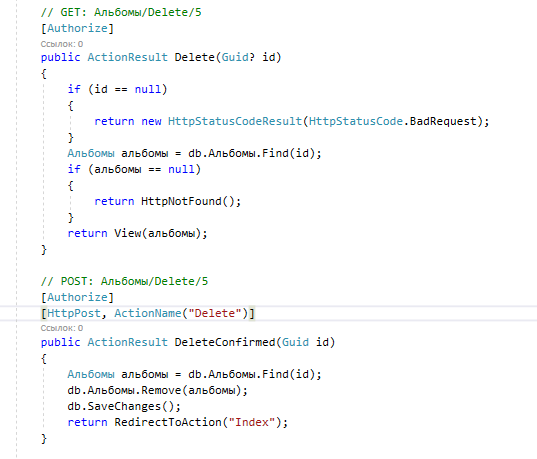 // GET: Альбомы/Delete/5
[Authorize]
Ссылок: 0
public ActionResult Delete(Guid? id)
{
if (id == null)
{
return new HttpStatusCodeResult(HttpStatusCode.BadRequest);
}
Альбомы альбомы = db.Альбомы.Find(id);
if (альбомы == null)
{
return HttpNotFound();
}
return View(альбомы);
}
// POST: Альбомы/Delete/5
[Authorize]
[HttpPost, ActionName("Delete")]
Ссылок: 0
public ActionResult DeleteConfirmed(Guid id)
{
Альбомы альбомы = db.Альбомы.Find(id);
db.Альбомы.Remove(альбомы);
db.SaveChanges();
return RedirectToAction("Index");
}